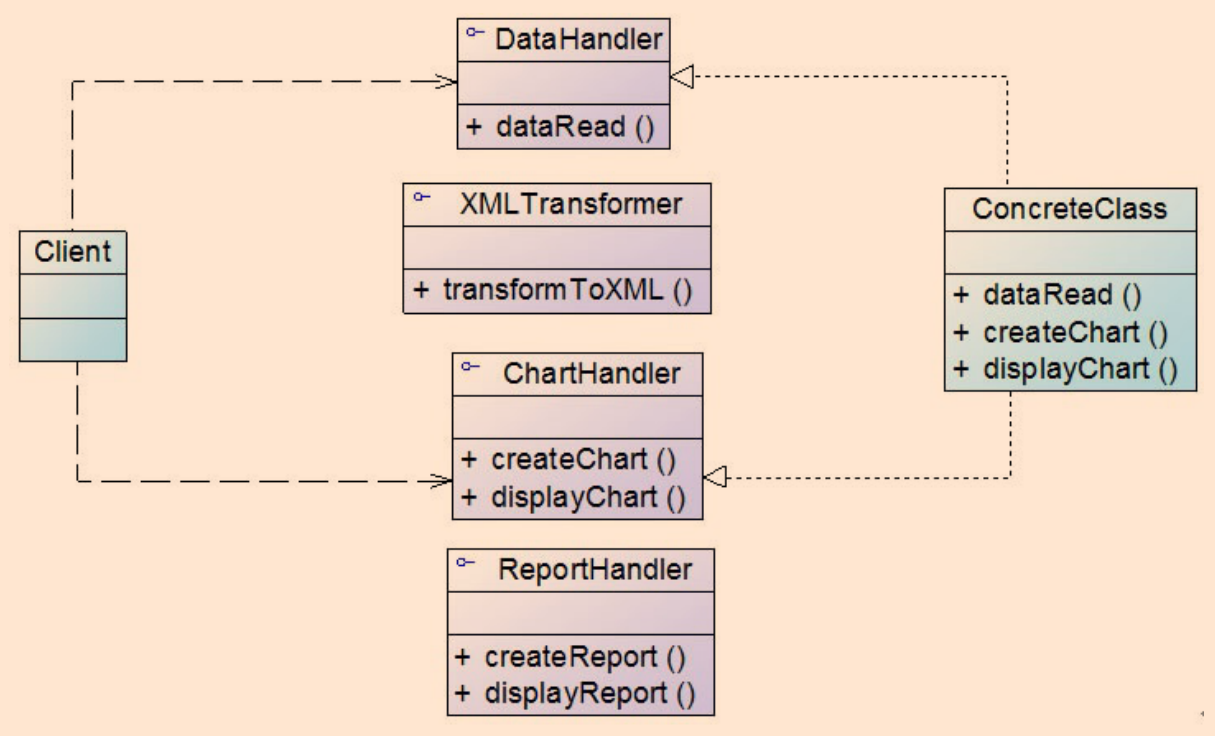 DataHandler
+ dataRead ()
XMLTransformer
+ transformToXML ()
Client
ConcreteClass
+ dataRead ()
+ createChart ()
+ displayChart ()
ChartHandler
+ createChart ()
+ displayChart ()
ReportHandler
+ createReport ()
+ displayReport ()